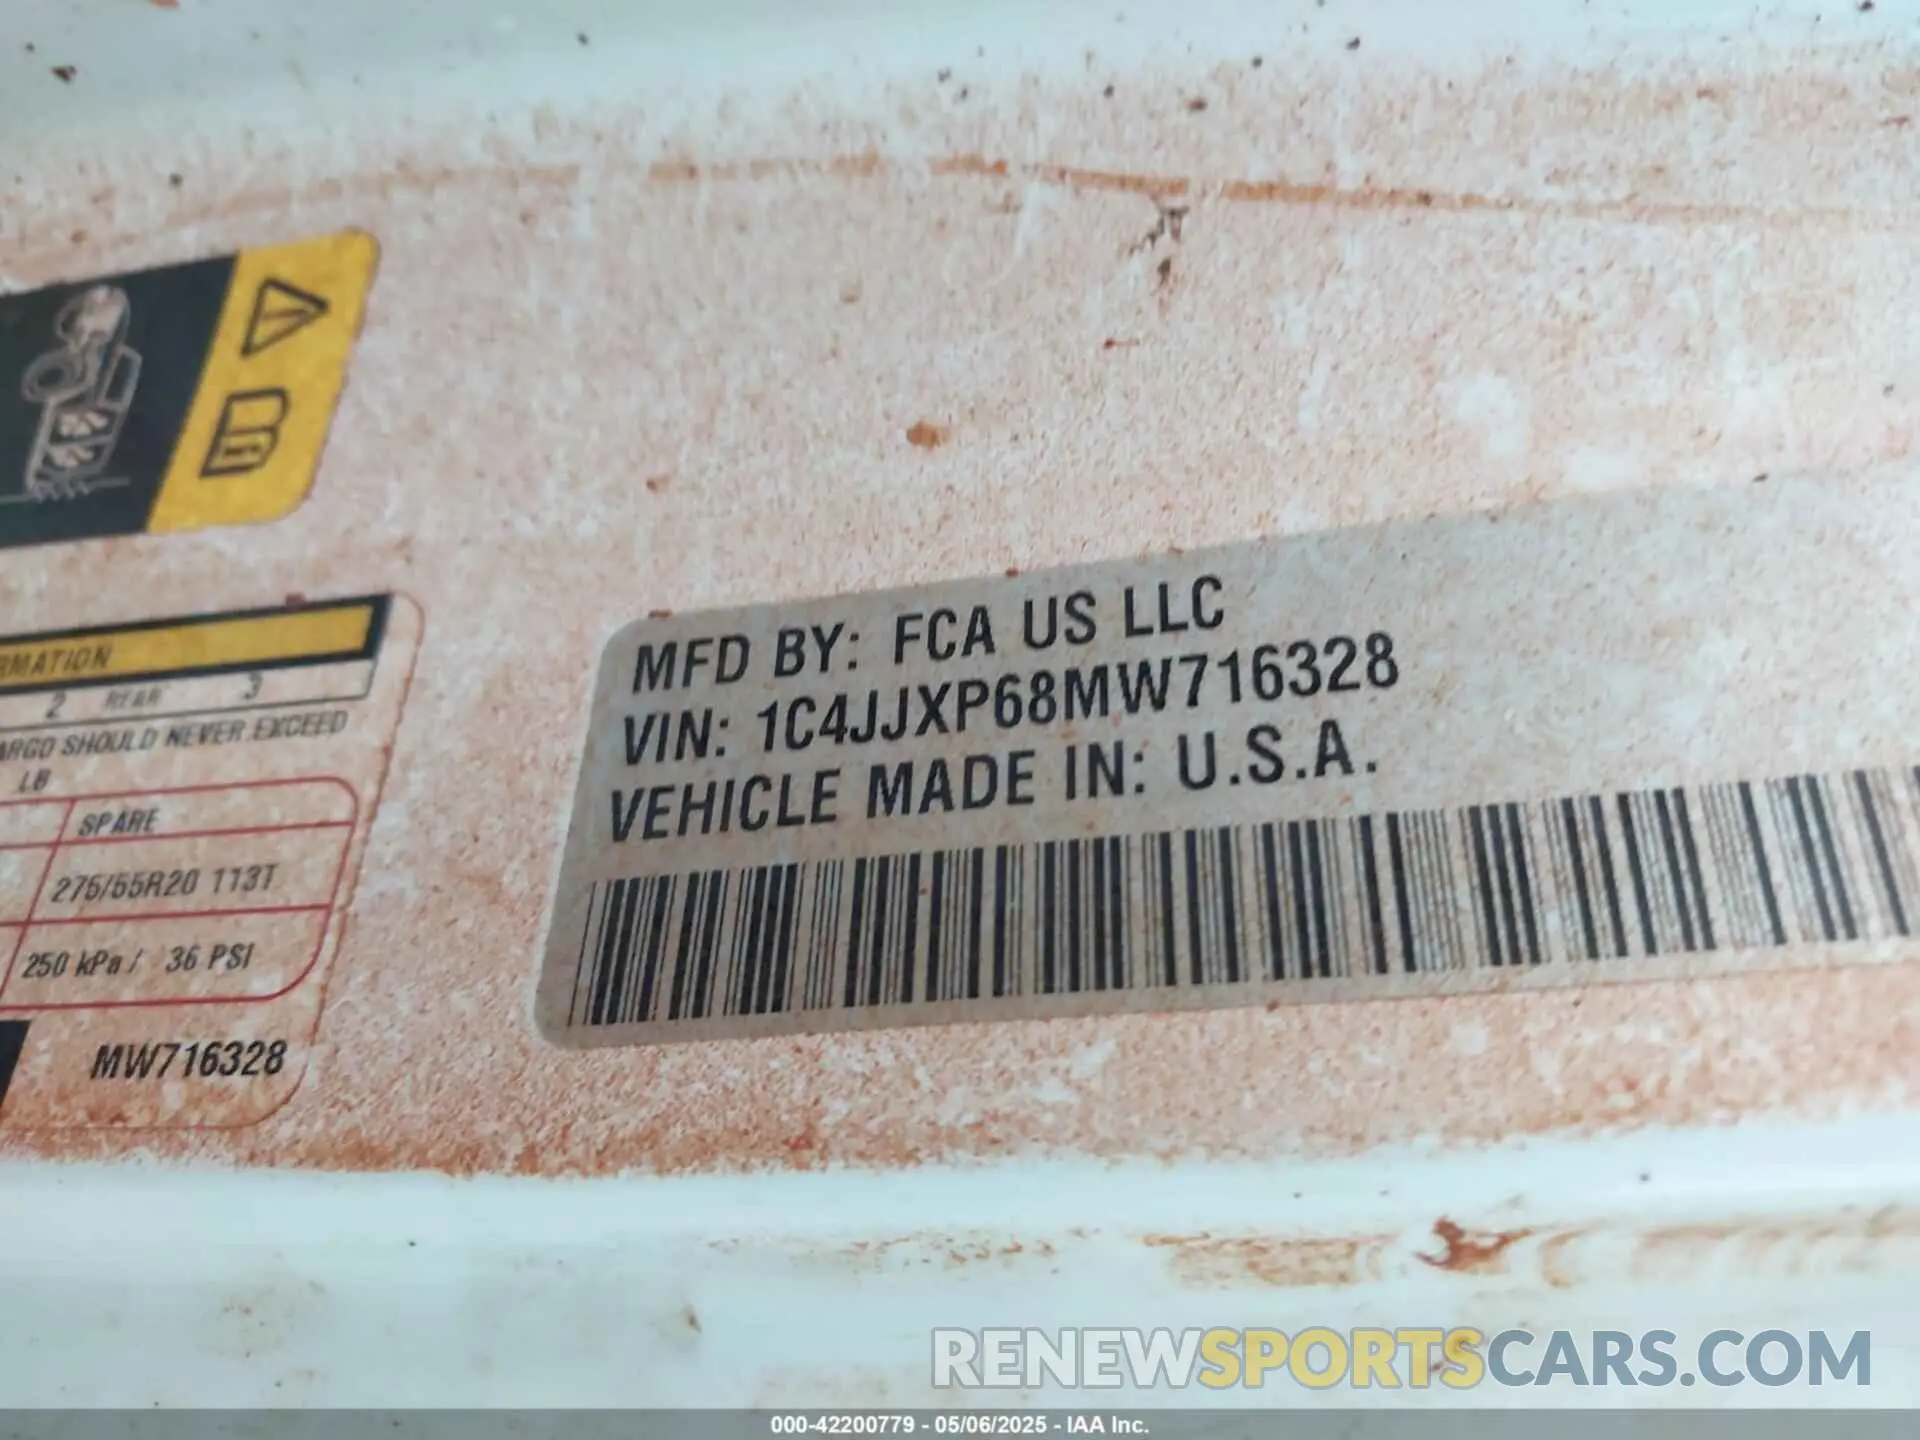 RMATION
2 REAR 3
ARGO SHOULD NEVER EXCEED
LB
SPARE
275/55R20 113T
250 kPa / 36 PSI
MW716328
MFD BY: FCA US LLC
VIN: 1C4JJXP68MW716328
VEHICLE MADE IN: U.S.A.
RENEWSPORTSCARS.COM
000-42200779 - 05/06/2025 - IAA Inc.